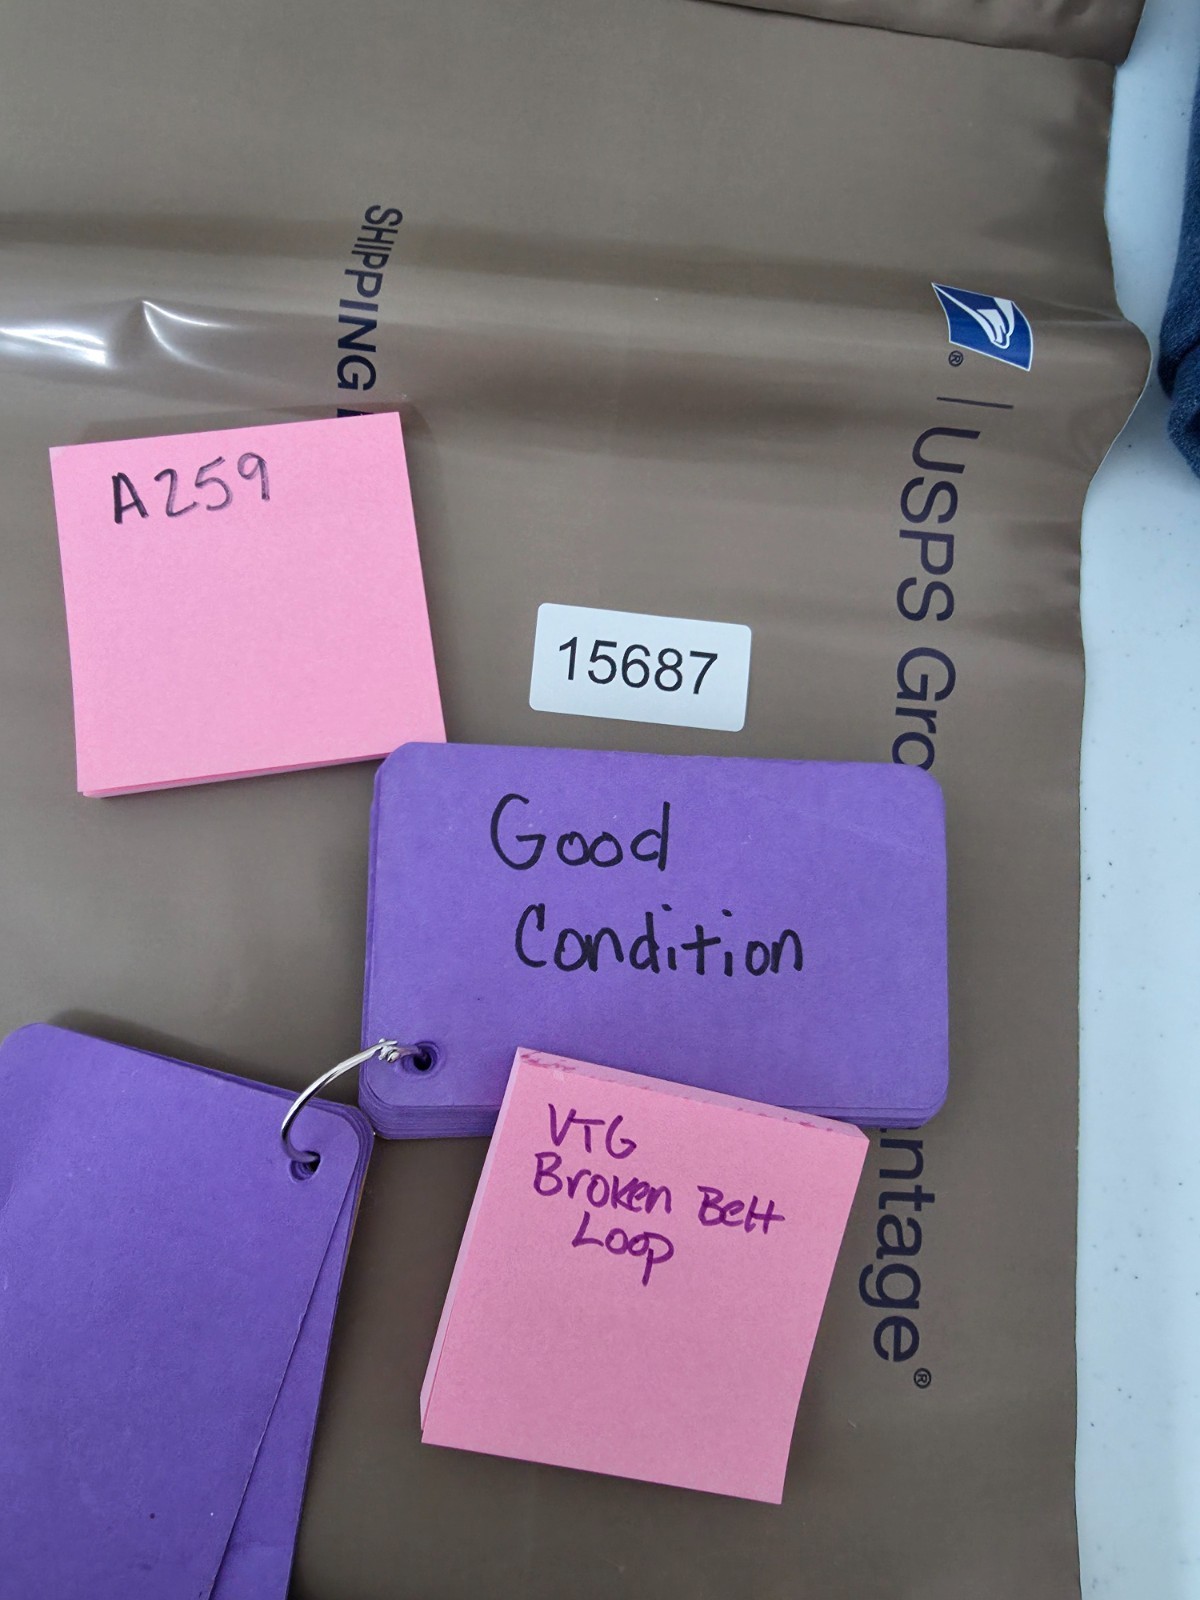 SHIPPING
® | USPS Gro
ntage®
A259
15687
Good
Condition
VTG
Broken Belt
Loop